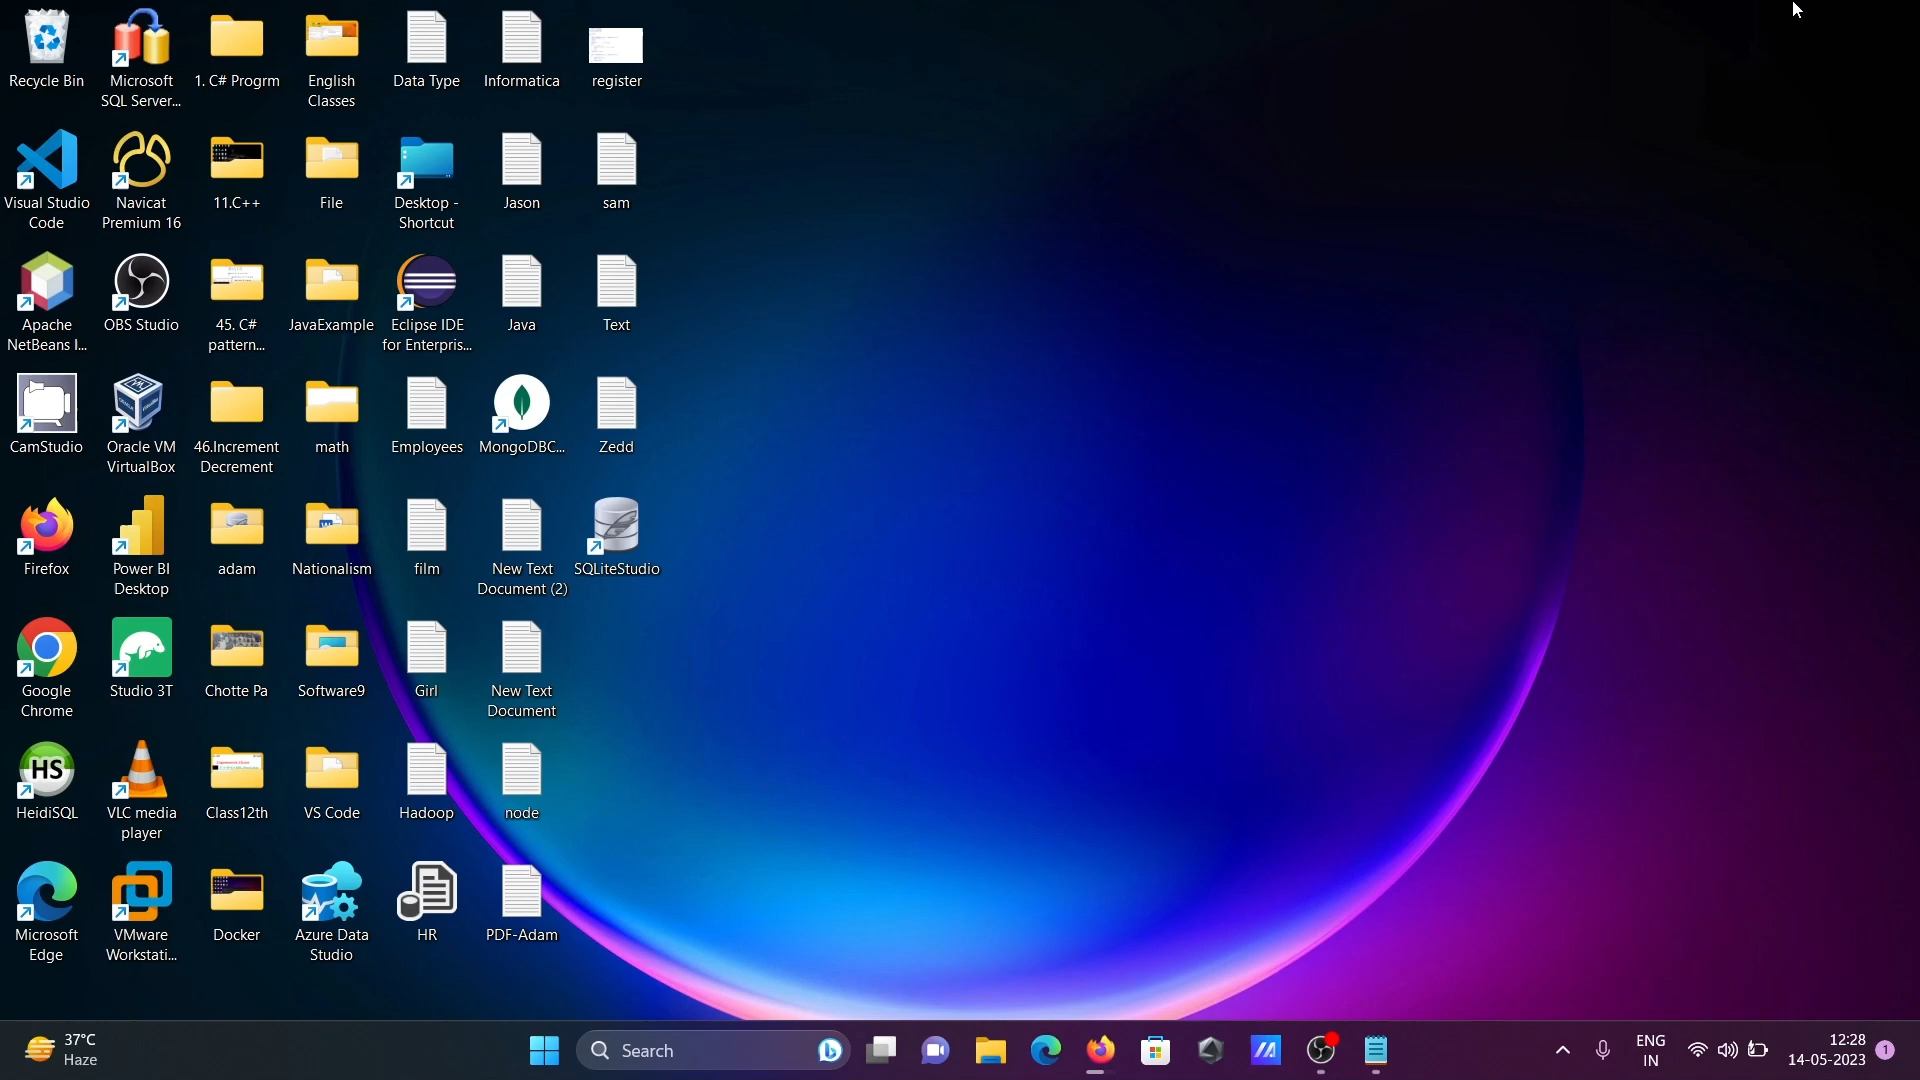 Recycle Bin
Microsoft
SQL Server...
1. C# Progrm
English
Classes
Data Type
Informatica
register
Visual Studio
Code
Navicat
Premium 16
11.C++
File
Desktop -
Shortcut
Jason
sam
Apache
NetBeans I...
OBS Studio
45. C#
pattern...
JavaExample
Eclipse IDE
for Enterpris...
Java
Text
CamStudio
Oracle VM
VirtualBox
46.Increment
Decrement
math
Employees
MongoDBC...
Zedd
Firefox
Power BI
Desktop
adam
Nationalism
film
New Text
Document (2)
SQLiteStudio
Google
Chrome
Studio 3T
Chotte Pa
Software9
Girl
New Text
Document
HS
HeidiSQL
VLC media
player
Class12th
VS Code
Hadoop
node
Microsoft
Edge
VMware
Workstati...
Docker
Azure Data
Studio
HR
PDF-Adam
37°C
Haze
Search
ENG
IN
12:28
14-05-2023
1